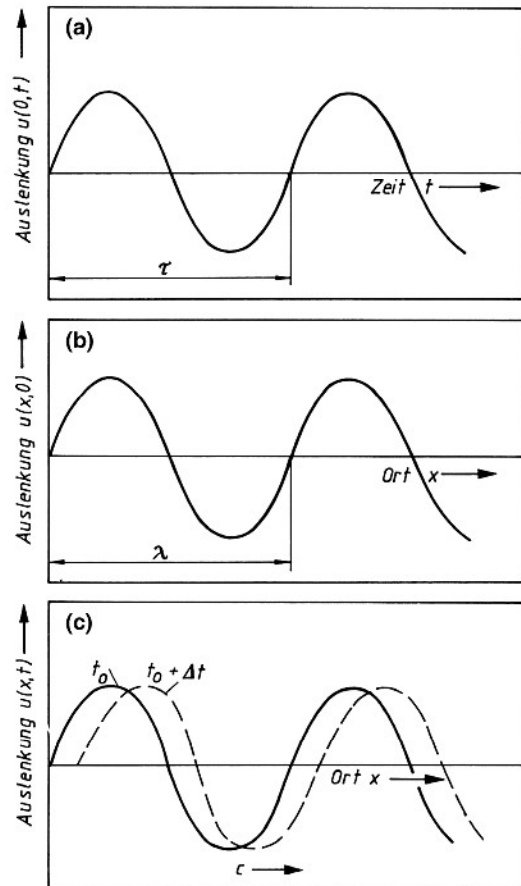 (a)
Auslenkung u(0,t)
Zeit t
τ
(b)
Auslenkung u(x,0)
Ort x
λ
(c)
Auslenkung u(x,t)
t₀
t₀ + Δt
Ort x
c